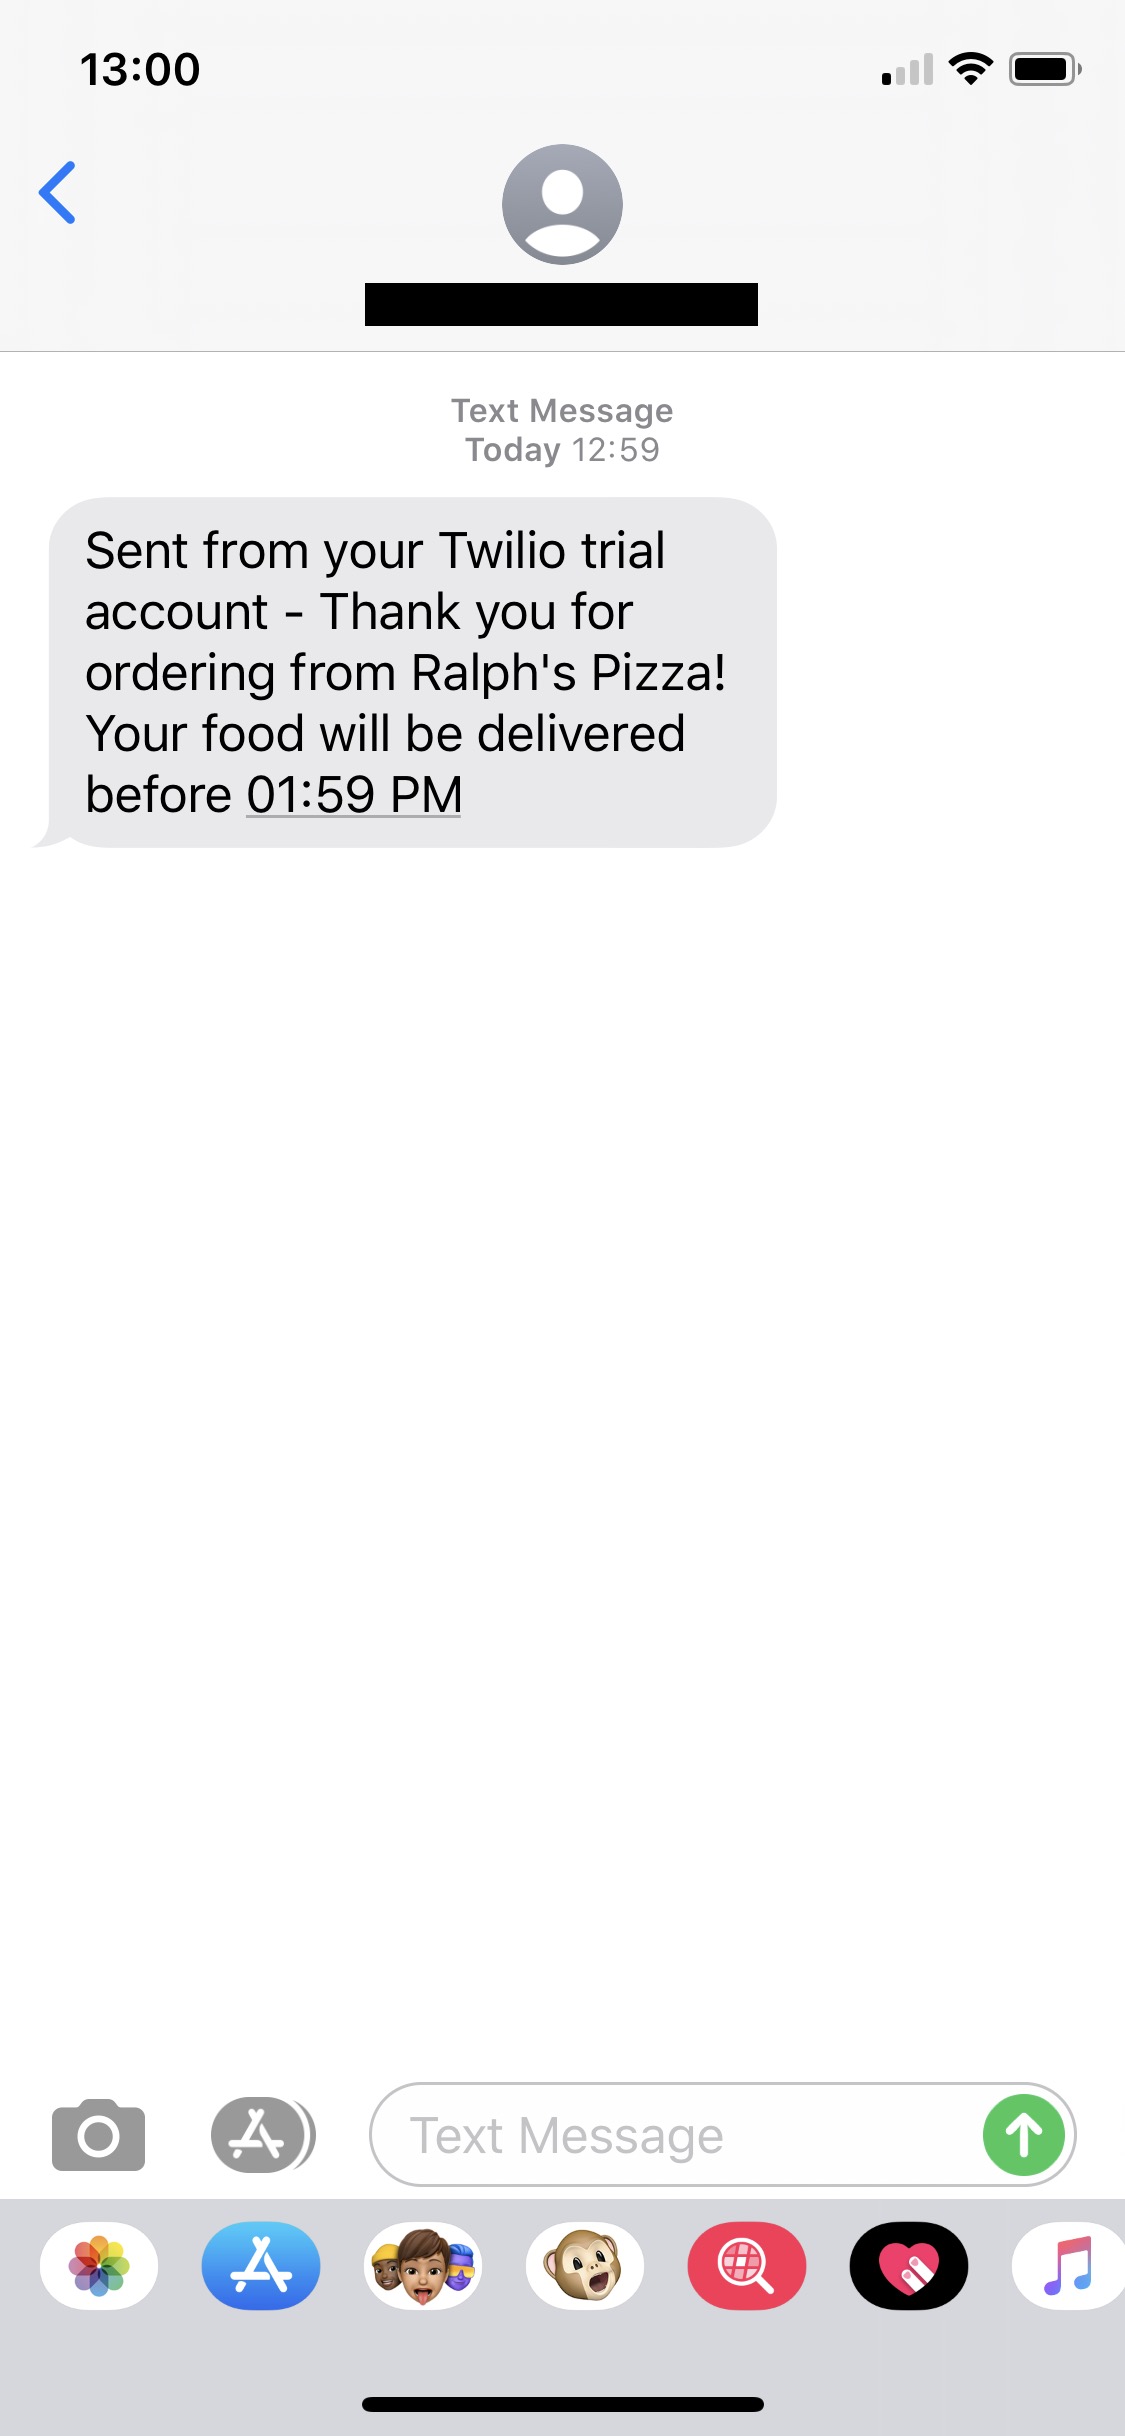 13:00
Text Message
Today 12:59
Sent from your Twilio trial
account - Thank you for
ordering from Ralph's Pizza!
Your food will be delivered
before 01:59 PM
Text Message